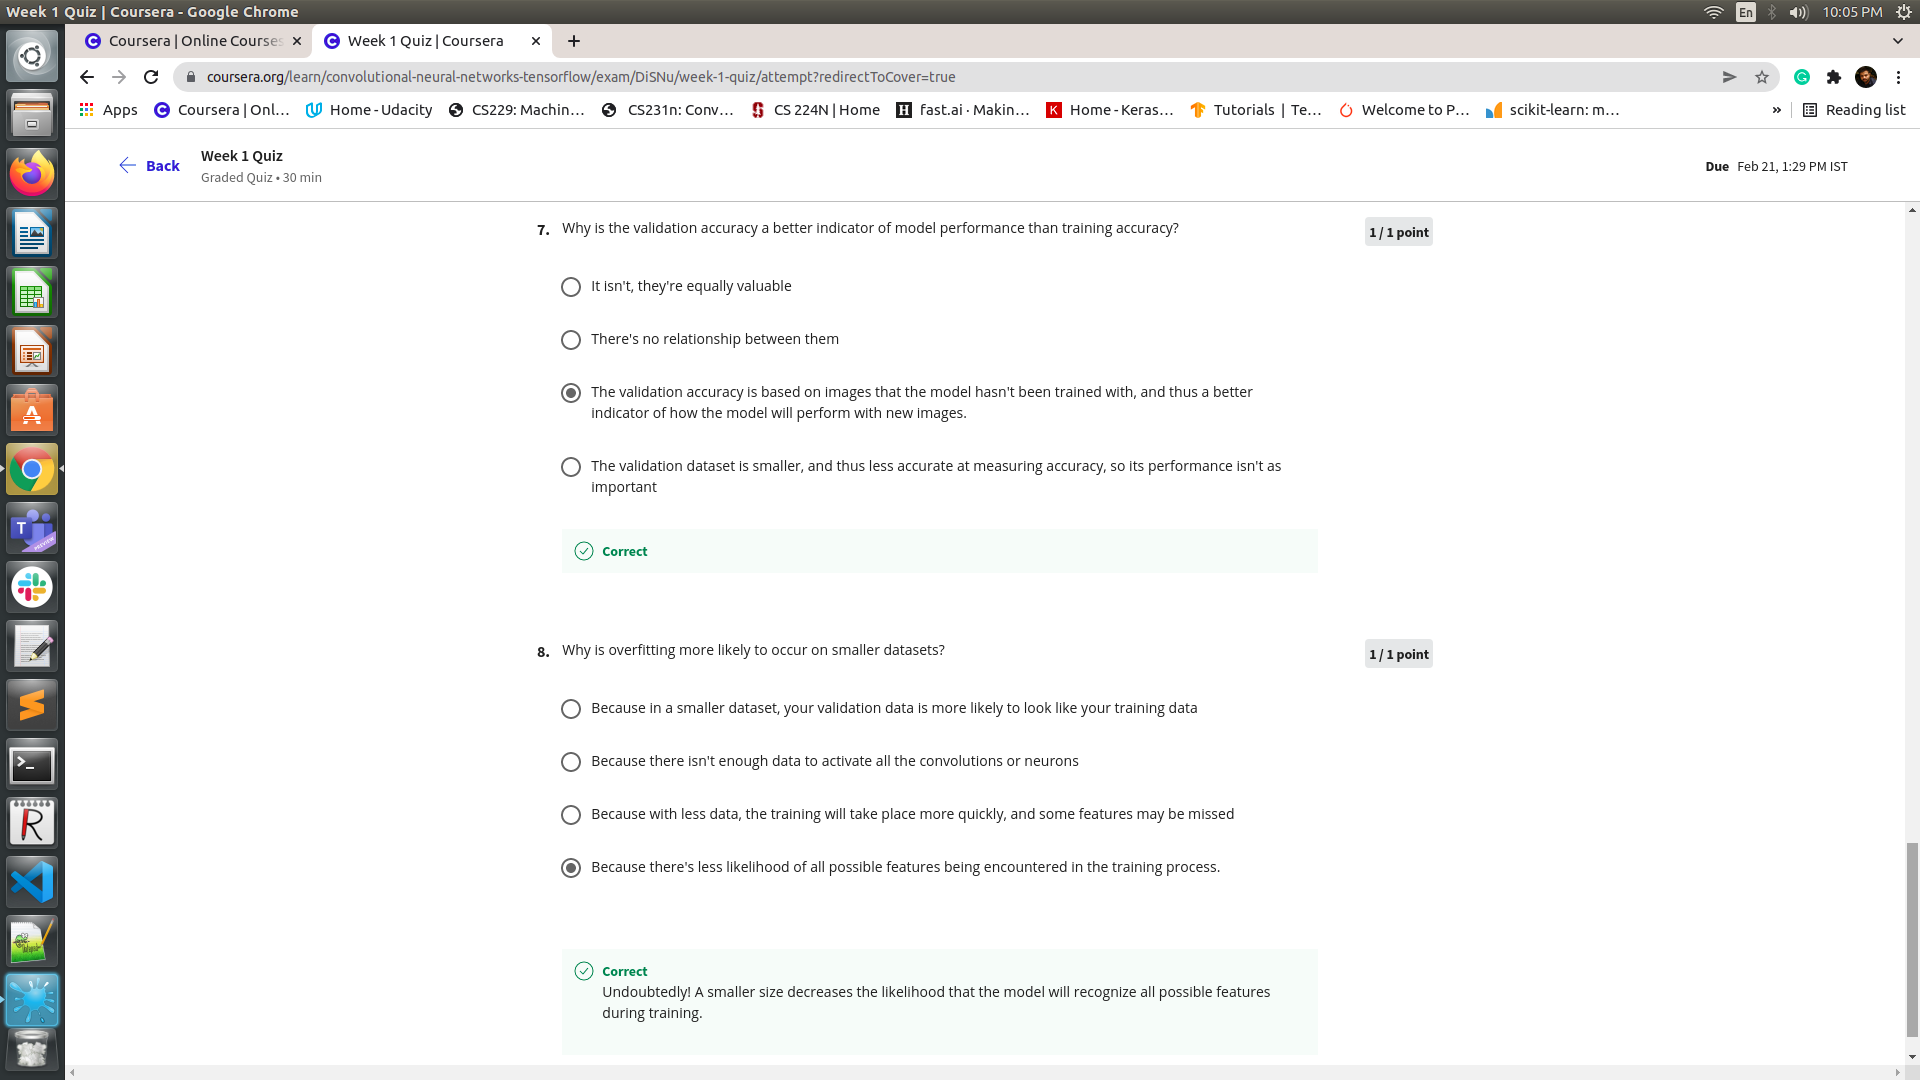 Week 1 Quiz | Coursera - Google Chrome
En
10:05 PM
Coursera | Online Courses
Week 1 Quiz | Coursera
coursera.org/learn/convolutional-neural-networks-tensorflow/exam/DiSNu/week-1-quiz/attempt?redirectToCover=true
Apps
Coursera | Onl...
Home - Udacity
CS229: Machin...
CS231n: Conv...
CS 224N | Home
fast.ai · Makin...
Home - Keras...
Tutorials | Te...
Welcome to P...
scikit-learn: m...
»
Reading list
Back
Week 1 Quiz
Graded Quiz • 30 min
Due Feb 21, 1:29 PM IST
7. Why is the validation accuracy a better indicator of model performance than training accuracy?
1 / 1 point
It isn't, they're equally valuable
There's no relationship between them
The validation accuracy is based on images that the model hasn't been trained with, and thus a better
indicator of how the model will perform with new images.
The validation dataset is smaller, and thus less accurate at measuring accuracy, so its performance isn't as
important
Correct
8. Why is overfitting more likely to occur on smaller datasets?
1 / 1 point
Because in a smaller dataset, your validation data is more likely to look like your training data
Because there isn't enough data to activate all the convolutions or neurons
Because with less data, the training will take place more quickly, and some features may be missed
Because there's less likelihood of all possible features being encountered in the training process.
Correct
Undoubtedly! A smaller size decreases the likelihood that the model will recognize all possible features
during training.